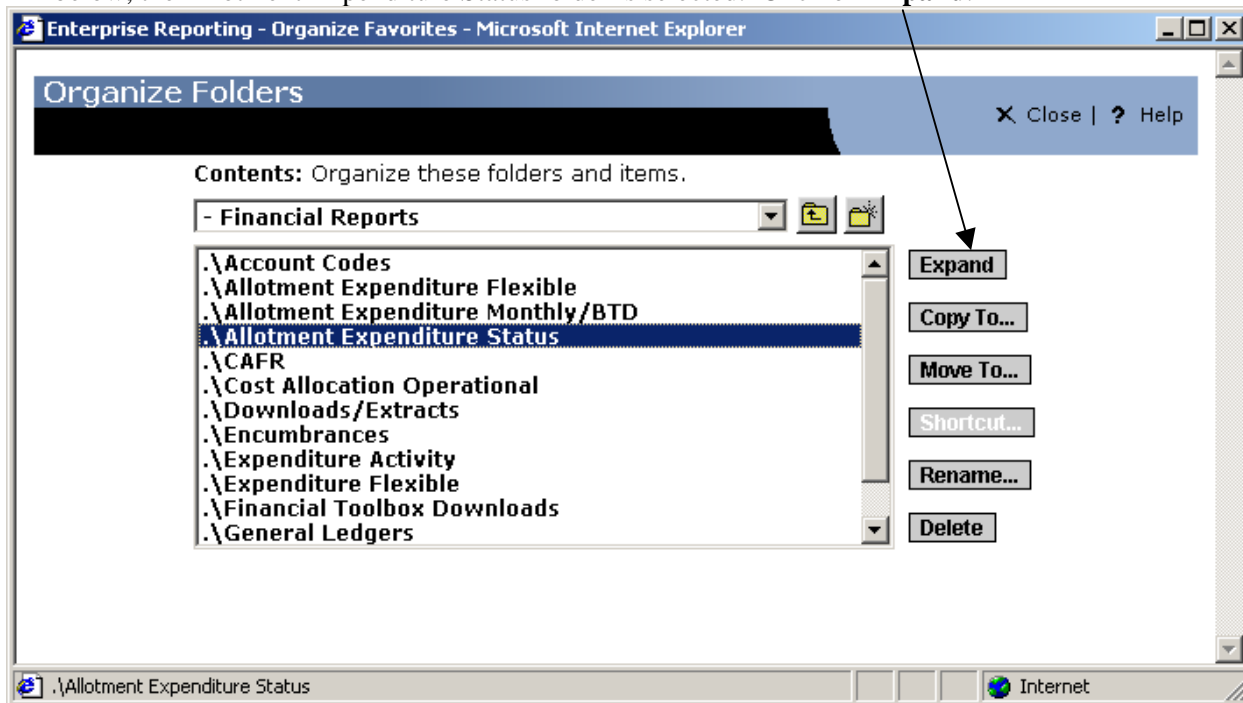 Enterprise Reporting - Organize Favorites - Microsoft Internet Explorer
Organize Folders
X Close | ? Help
Contents: Organize these folders and items.
- Financial Reports
.\Account Codes
.\Allotment Expenditure Flexible
.\Allotment Expenditure Monthly/BTD
.\Allotment Expenditure Status
.\CAFR
.\Cost Allocation Operational
.\Downloads/Extracts
.\Encumbrances
.\Expenditure Activity
.\Expenditure Flexible
.\Financial Toolbox Downloads
.\General Ledgers
Expand
Copy To...
Move To...
Shortcut...
Rename...
Delete
.\Allotment Expenditure Status
Internet